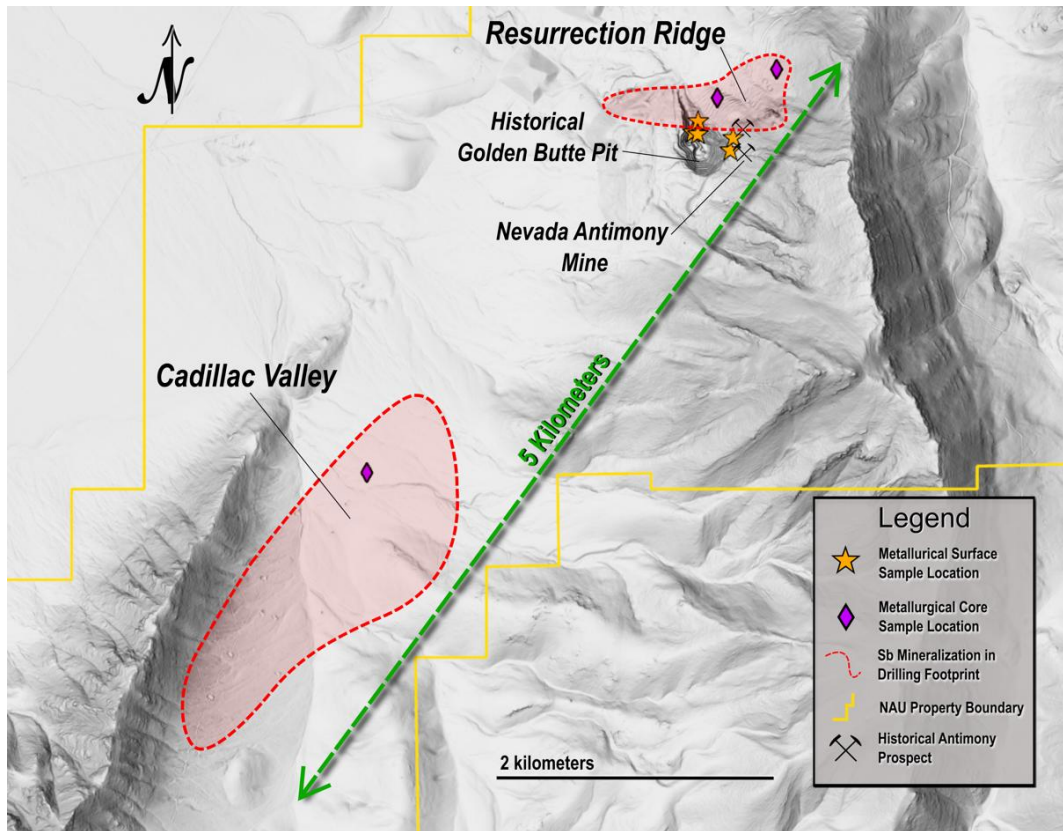 N
Resurrection Ridge
Historical
Golden Butte Pit
Nevada Antimony
Mine
Cadillac Valley
5 Kilometers
2 kilometers
Legend
Metallurical Surface
Sample Location
Metallurgical Core
Sample Location
Sb Mineralization in
Drilling Footprint
NAU Property Boundary
Historical Antimony
Prospect